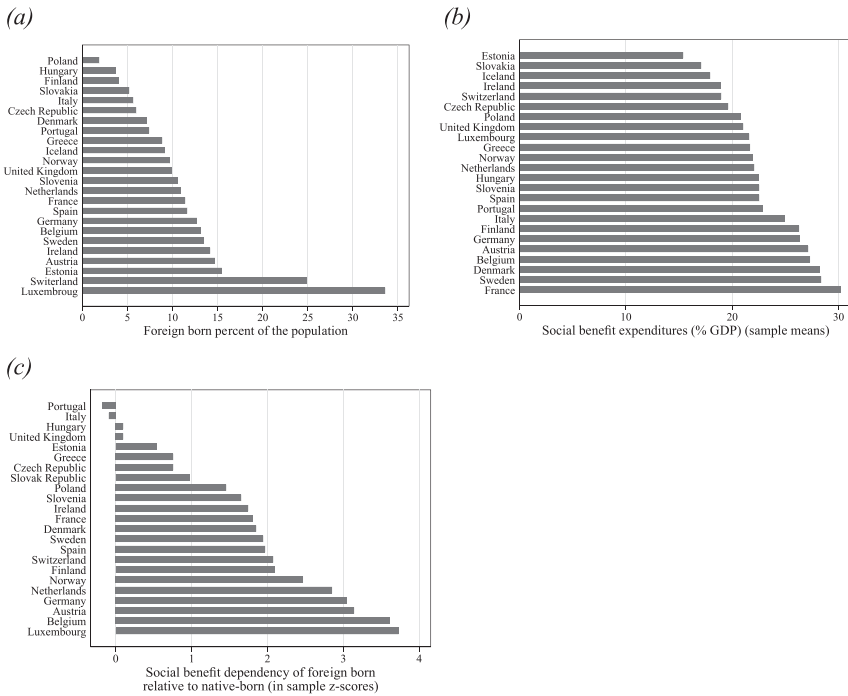 (a)
Poland
Hungary
Finland
Slovakia
Italy
Czech Republic
Denmark
Portugal
Greece
Iceland
Norway
United Kingdom
Slovenia
Netherlands
France
Spain
Germany
Belgium
Sweden
Ireland
Austria
Estonia
Switerland
Luxembroug
0 5 10 15 20 25 30 35
Foreign born percent of the population
(b)
Estonia
Slovakia
Iceland
Ireland
Switzerland
Czech Republic
Poland
United Kingdom
Luxembourg
Greece
Norway
Netherlands
Hungary
Slovenia
Spain
Portugal
Italy
Finland
Germany
Austria
Belgium
Denmark
Sweden
France
0 10 20 30
Social benefit expenditures (% GDP) (sample means)
(c)
Portugal
Italy
Hungary
United Kingdom
Estonia
Greece
Czech Republic
Slovak Republic
Poland
Slovenia
Ireland
France
Denmark
Sweden
Spain
Switzerland
Finland
Norway
Netherlands
Germany
Austria
Belgium
Luxembourg
0 1 2 3 4
Social benefit dependency of foreign born
relative to native-born (in sample z-scores)